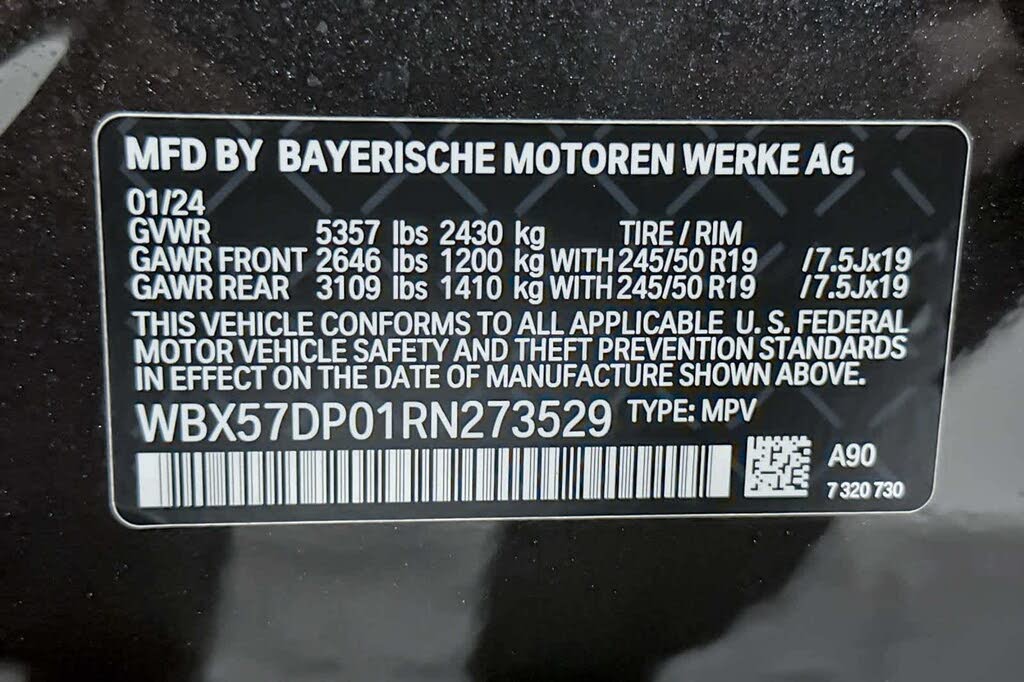 MFD BY BAYERISCHE MOTOREN WERKE AG
01/24
GVWR 5357 lbs 2430 kg TIRE / RIM
GAWR FRONT 2646 lbs 1200 kg WITH 245/50 R19 /7.5Jx19
GAWR REAR 3109 lbs 1410 kg WITH 245/50 R19 /7.5Jx19
THIS VEHICLE CONFORMS TO ALL APPLICABLE U. S. FEDERAL
MOTOR VEHICLE SAFETY AND THEFT PREVENTION STANDARDS
IN EFFECT ON THE DATE OF MANUFACTURE SHOWN ABOVE.
WBX57DP01RN273529 TYPE: MPV
A90
7 320 730